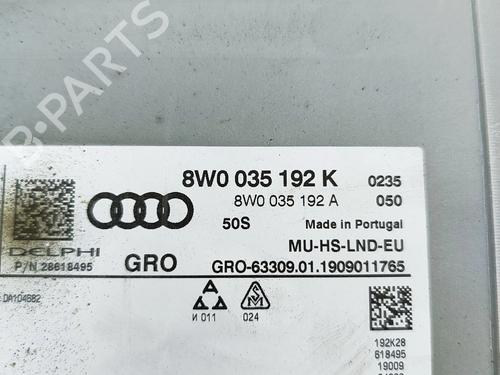 B-PARTS
8W0 035 192 K 0235
8W0 035 192 A 050
50S Made in Portugal
DELPHI
P/N 28618495
MU-HS-LND-EU
GRO GRO-63309.01.1909011765
DA104882
И 011 024
192K28
618495
19009